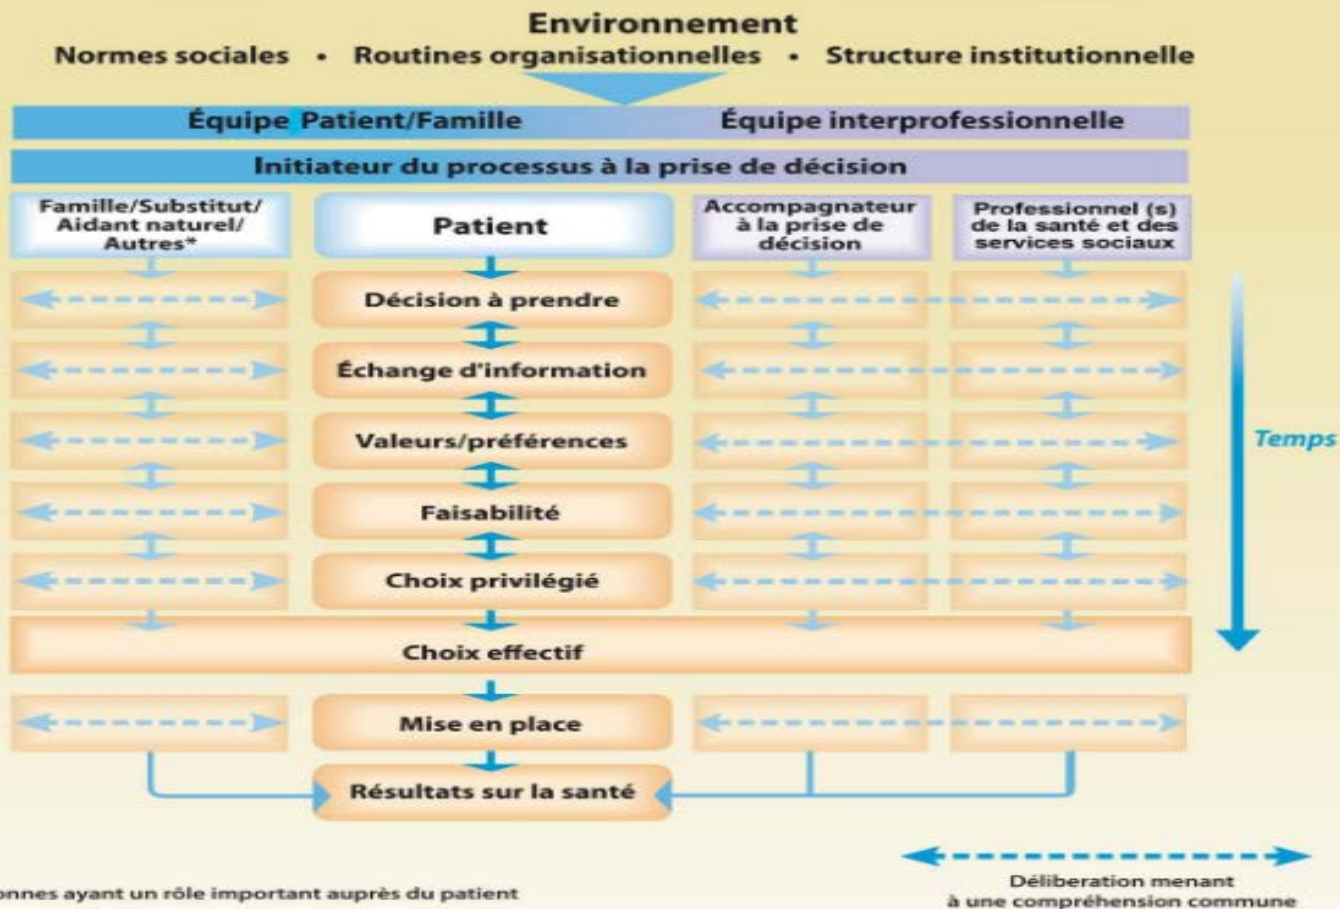 Environnement
Normes sociales • Routines organisationnelles • Structure institutionnelle
Équipe Patient/Famille Équipe interprofessionnelle
Initiateur du processus à la prise de décision
Famille/Substitut/
Aidant naturel/
Autres*
Patient
Accompagnateur
à la prise de
décision
Professionnel (s)
de la santé et des
services sociaux
Décision à prendre
Échange d'information
Valeurs/préférences
Temps
Faisabilité
Choix privilégié
Choix effectif
Mise en place
Résultats sur la santé
ayant un rôle important auprès du patient
Déliberation menant
à une compréhension commune